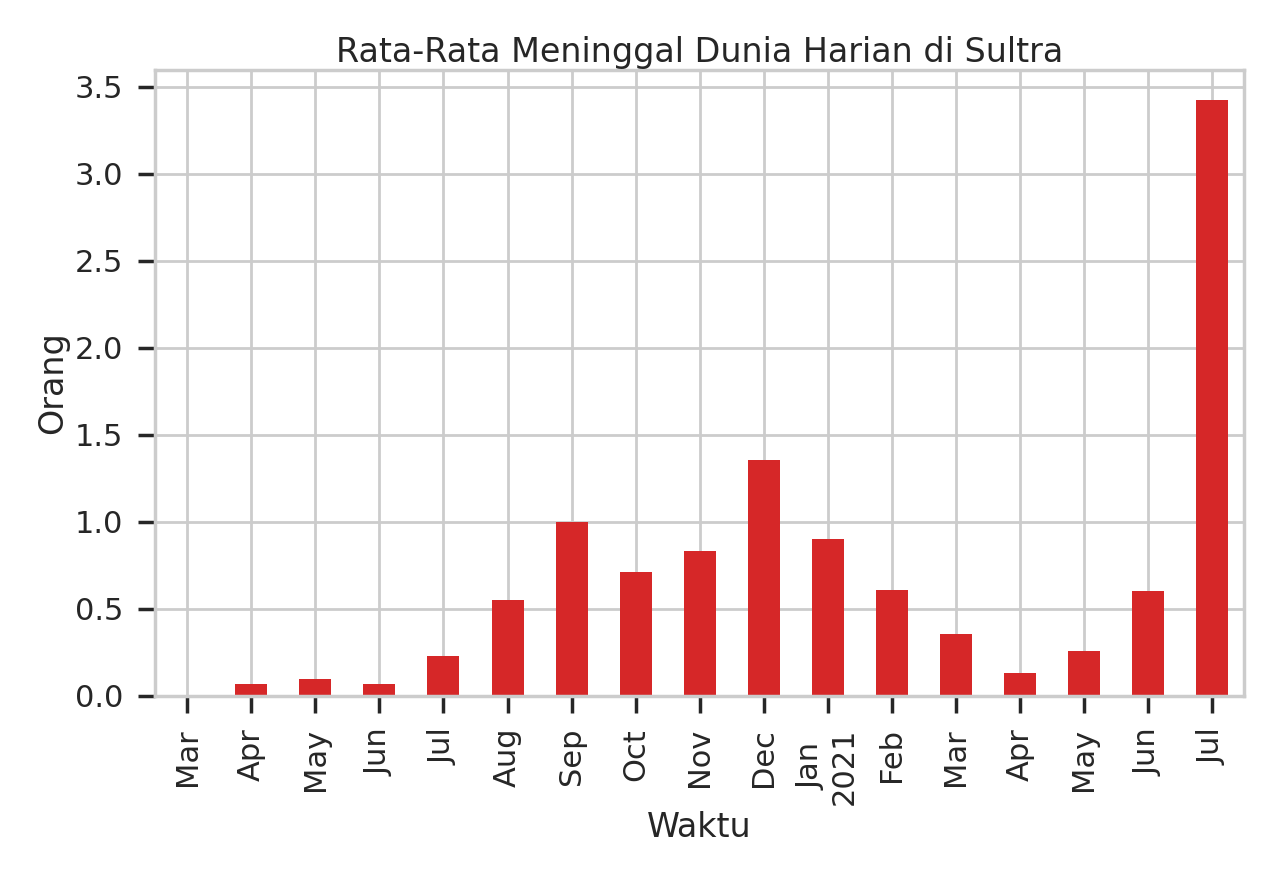 Rata-Rata Meninggal Dunia Harian di Sultra
3.5
3.0
2.5
2.0
1.5
1.0
0.5
0.0
Orang
Mar
Apr
May
Jun
Jul
Aug
Sep
Oct
Nov
Dec
Jan
2021
Feb
Mar
Apr
May
Jun
Jul
Waktu